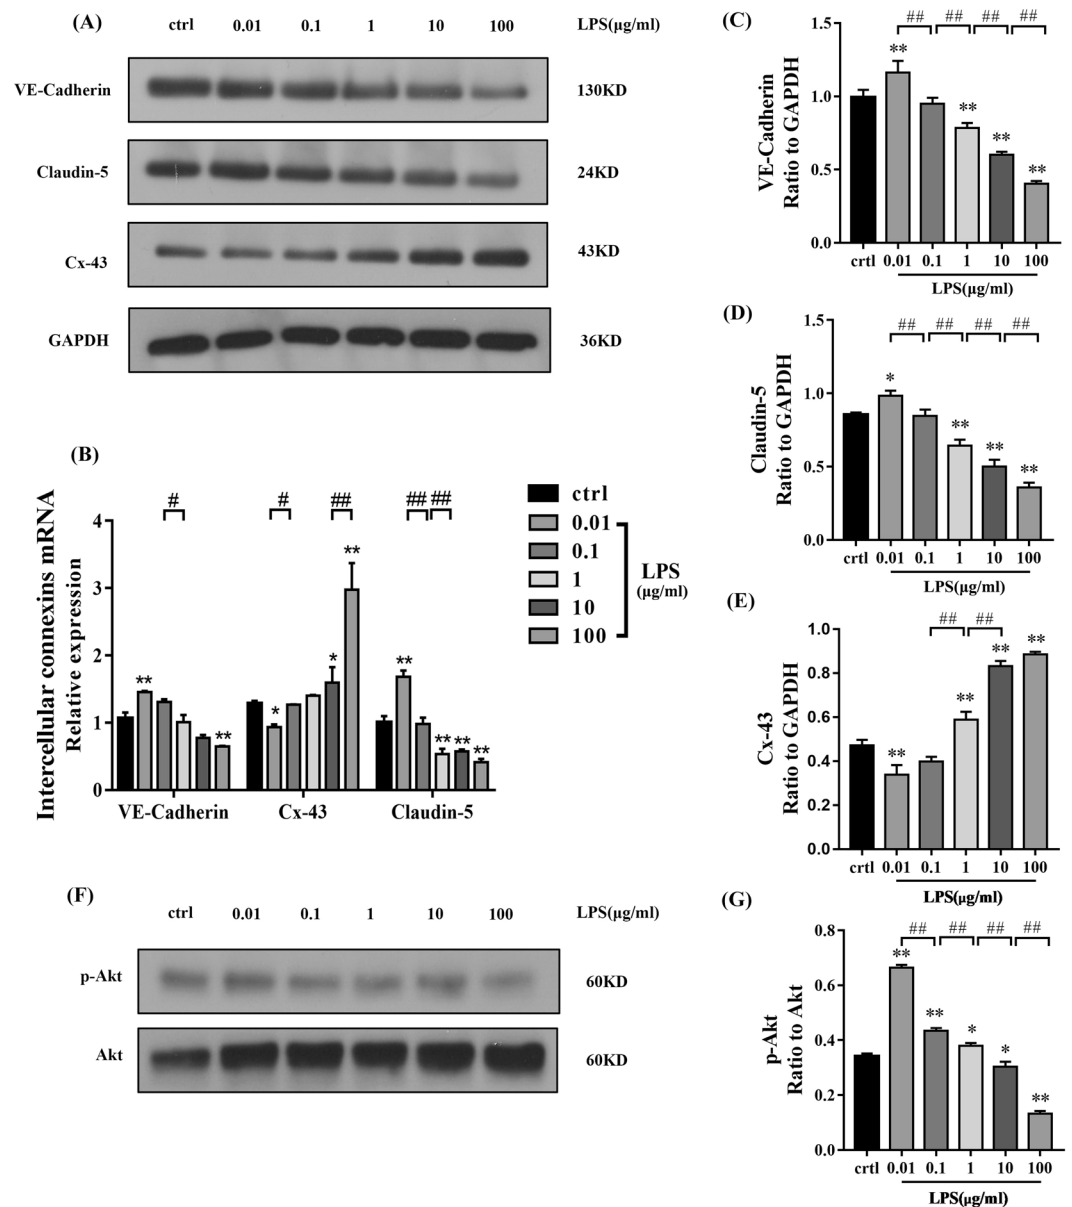 (A)
ctrl 0.01 0.1 1 10 100 LPS(μg/ml)
VE-Cadherin 130KD
Claudin-5 24KD
Cx-43 43KD
GAPDH 36KD
(B)
Intercellular connexins mRNA
Relative expression
4
3
2
1
0
# # ## ## ##
** ** * * ** ** ** ** **
VE-Cadherin Cx-43 Claudin-5
ctrl
0.01
0.1
1
10
100
LPS
(μg/ml)
(C)
VE-Cadherin
Ratio to GAPDH
1.5
1.0
0.5
0.0
## ## ## ##
** ** ** **
crtl 0.01 0.1 1 10 100
LPS(μg/ml)
(D)
Claudin-5
Ratio to GAPDH
1.5
1.0
0.5
0.0
## ## ## ##
* ** ** **
crtl 0.01 0.1 1 10 100
LPS(μg/ml)
(E)
Cx-43
Ratio to GAPDH
1.0
0.8
0.6
0.4
0.2
0.0
## ##
** ** ** **
crtl 0.01 0.1 1 10 100
LPS(μg/ml)
(F)
ctrl 0.01 0.1 1 10 100 LPS(μg/ml)
p-Akt 60KD
Akt 60KD
(G)
p-Akt
Ratio to Akt
0.8
0.6
0.4
0.2
0.0
## ## ## ##
** ** * * **
crtl 0.01 0.1 1 10 100
LPS(μg/ml)